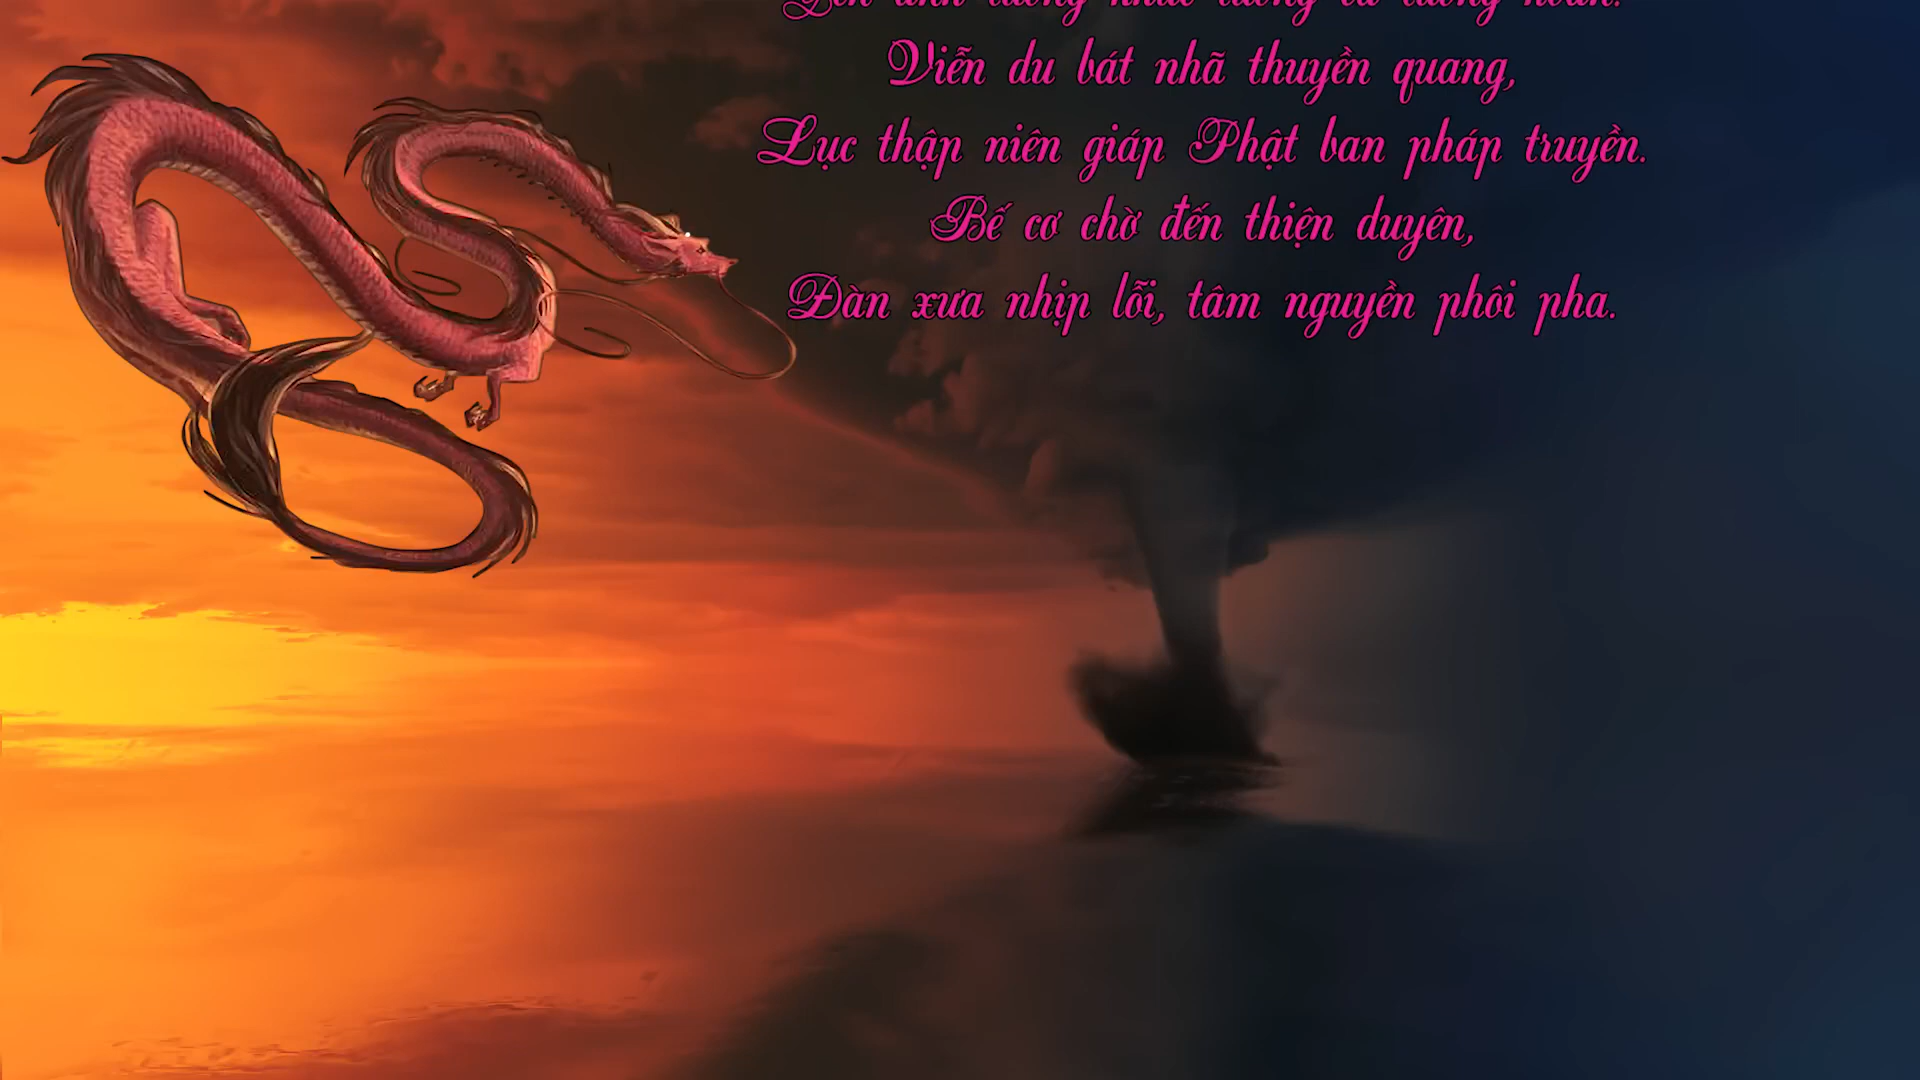 Viễn du bát nhã thuyền quang,
Lục thập niên giáp Phật ban pháp truyền.
Bế cơ chờ đến thiện duyên,
Đàn xưa nhịp lỗi, tâm nguyền phôi pha.